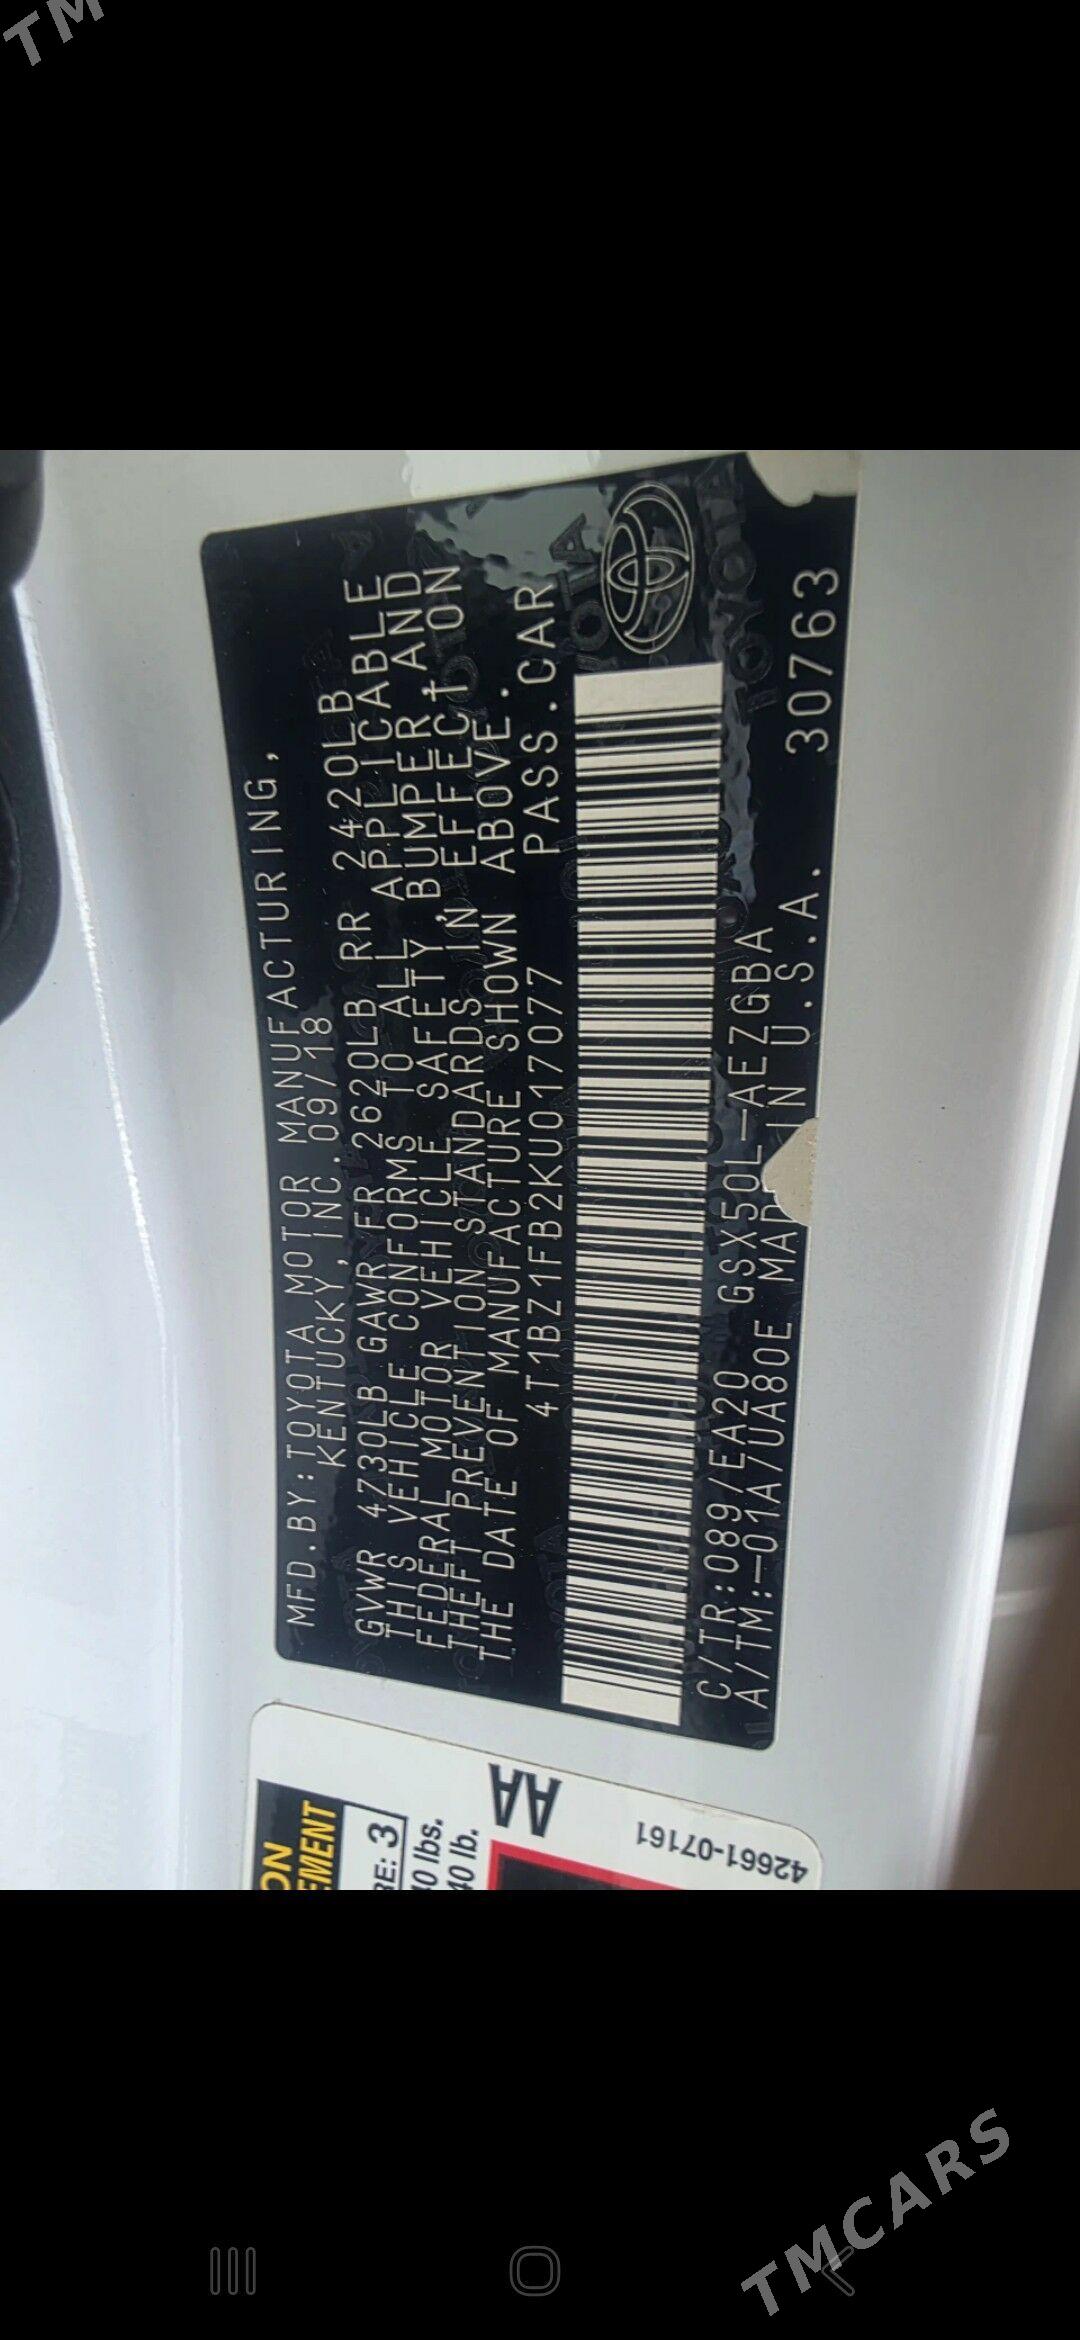 MFD.BY:TOYOTA MOTOR MANUFACTURING,
KENTUCKY, INC. 09/18
GVWR 4730LB GAWR FR 2620LB RR 2420LB
THIS VEHICLE CONFORMS TO ALL APPLICABLE
FEDERAL MOTOR VEHICLE SAFETY, BUMPER, AND
THEFT PREVENTION STANDARDS IN EFFECT ON
THE DATE OF MANUFACTURE SHOWN ABOVE.
4T1BZ1FB2KU017077 PASS.CAR
C/TR:089/EA20 GSX50L-AEZGBA
A/TM:-01A/UA80E MAD IN U.S.A. 30763
AA
42661-07161
3
TMCARS